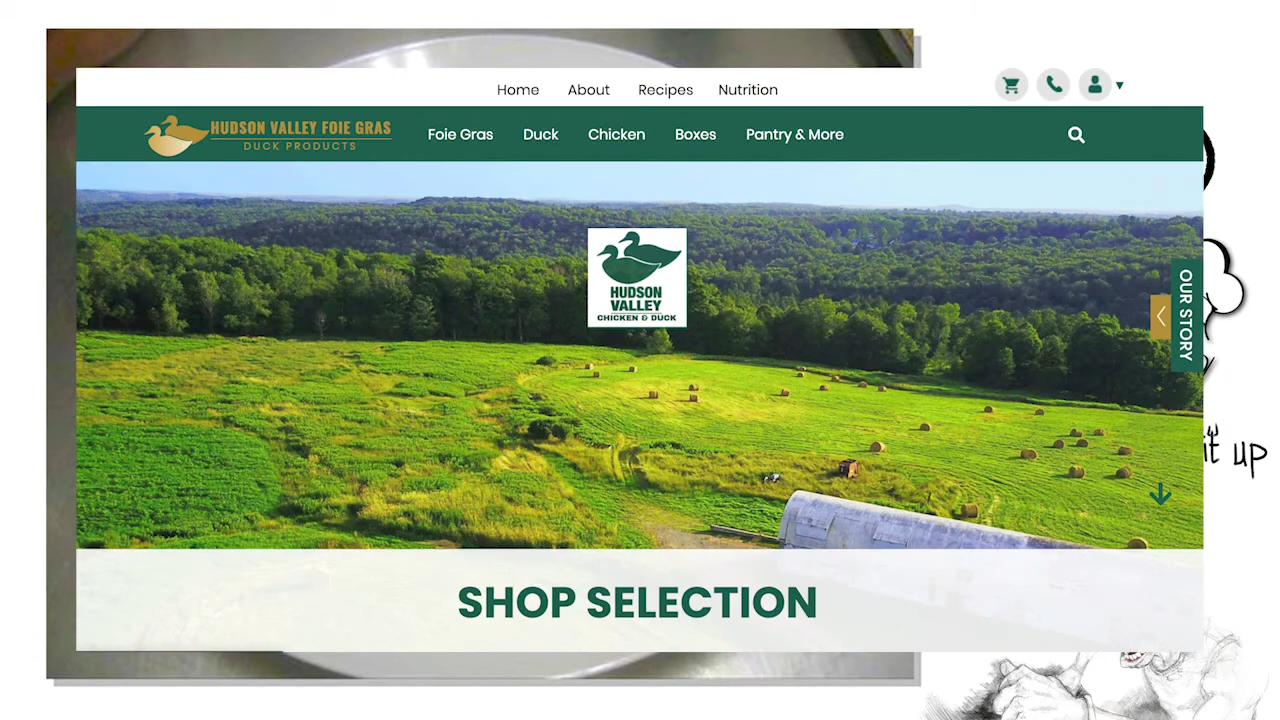 Home About Recipes Nutrition
HUDSON VALLEY FOIE GRAS
DUCK PRODUCTS
Foie Gras Duck Chicken Boxes Pantry & More
HUDSON
VALLEY
CHICKEN & DUCK
OUR STORY
it up
SHOP SELECTION